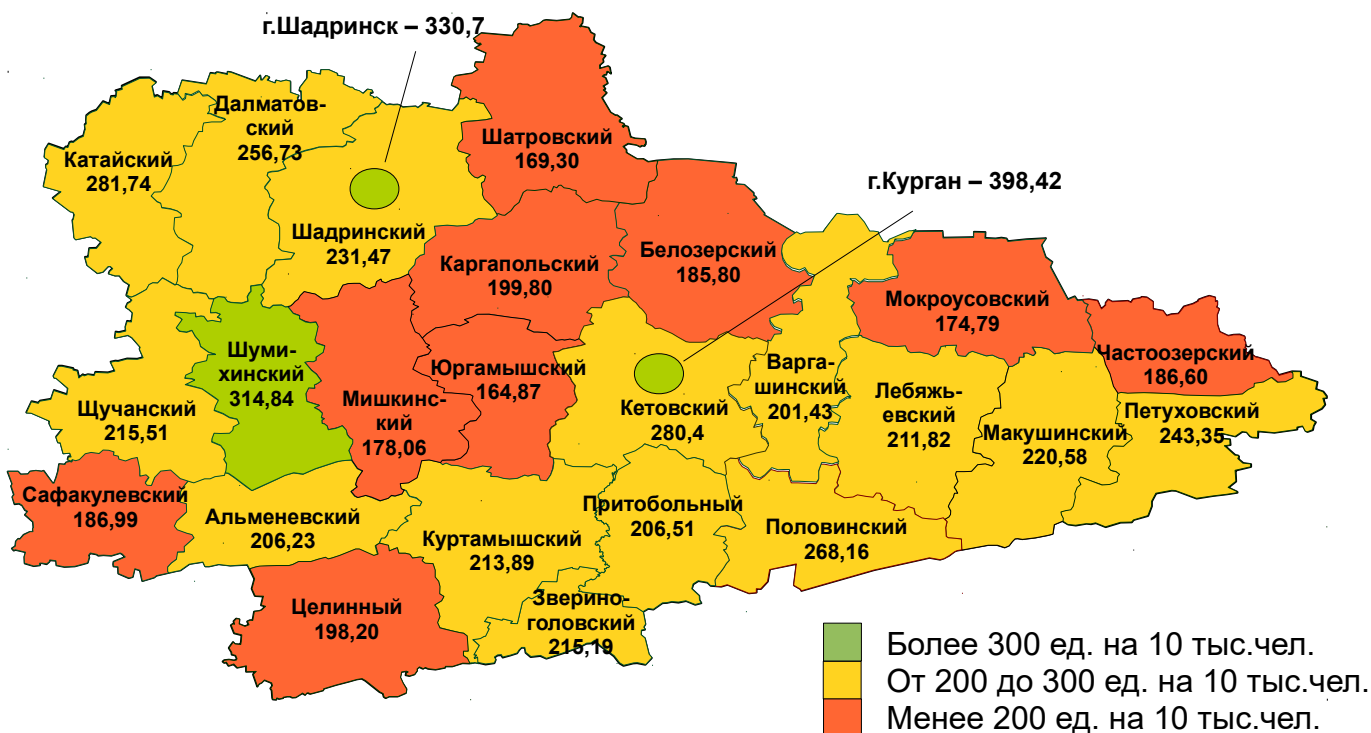 г.Шадринск – 330,7
Далматов-
ский
256,73
Катайский
281,74
Шатровский
169,30
г.Курган – 398,42
Шадринский
231,47
Каргапольский
199,80
Белозерский
185,80
Мокроусовский
174,79
Частоозерский
186,60
Шуми-
хинский
314,84
Юргамышский
164,87
Мишкин-
ский
178,06
Щучанский
215,51
Кетовский
280,4
Варга-
шинский
201,43
Лебяжь-
евский
211,82
Макушинский
220,58
Петуховский
243,35
Сафакулевский
186,99
Альменевский
206,23
Куртамышский
213,89
Притобольный
206,51
Половинский
268,16
Целинный
198,20
Зверино-
головский
215,19
Более 300 ед. на 10 тыс.чел.
От 200 до 300 ед. на 10 тыс.чел.
Менее 200 ед. на 10 тыс.чел.